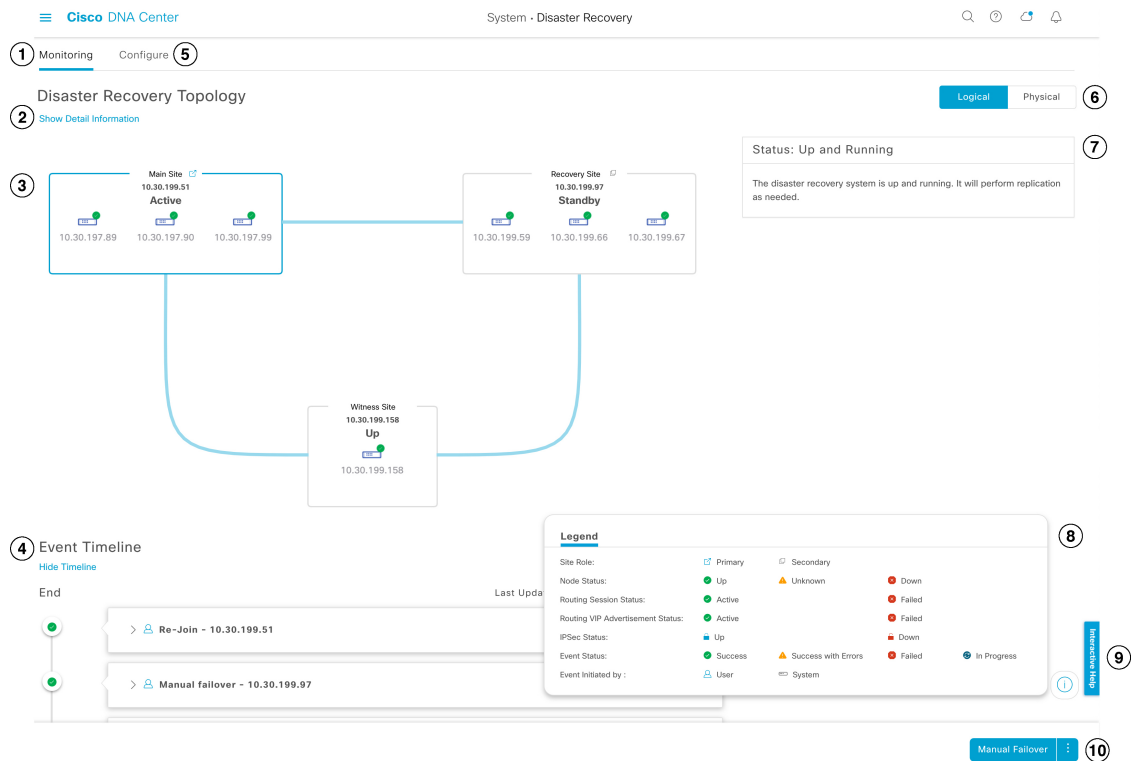 Cisco DNA Center
System · Disaster Recovery
1 Monitoring Configure 5
Disaster Recovery Topology
Logical Physical 6
2 Show Detail Information
Status: Up and Running 7
The disaster recovery system is up and running. It will perform replication
as needed.
3
Main Site
10.30.199.51
Active
10.30.197.89 10.30.197.90 10.30.197.99
Recovery Site
10.30.199.97
Standby
10.30.199.59 10.30.199.66 10.30.199.67
Witness Site
10.30.199.158
Up
10.30.199.158
4 Event Timeline
Hide Timeline
End
Last Upda
Re-Join - 10.30.199.51
Manual failover - 10.30.199.97
Legend 8
Site Role: Primary Secondary
Node Status: Up Unknown Down
Routing Session Status: Active Failed
Routing VIP Advertisement Status: Active Failed
IPSec Status: Up Down
Event Status: Success Success with Errors Failed In Progress
Event Initiated by : User System
Interactive Help 9
Manual Failover 10